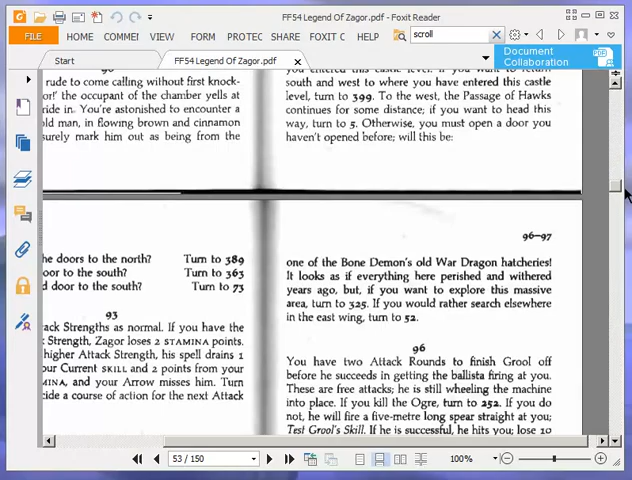 FF54 Legend Of Zagor.pdf - Foxit Reader
FILE HOME COMMEI VIEW FORM PROTEC SHARE FOXIT C HELP scroll
Start FF54 Legend Of Zagor.pdf Document Collaboration
rude to come calling without first knock-
or!' the occupant of the chamber yells at
ride in. You're astonished to encounter a
old man, in flowing brown and cinnamon
surely mark him out as being from the
you entered this castle level. If you want to return
south and west to where you have entered this castle
level, turn to 399. To the west, the Passage of Hawks
continues for some distance; if you want to head this
way, turn to 5. Otherwise, you must open a door you
haven't opened before; will this be:
he doors to the north? Turn to 389
oor to the south? Turn to 363
d door to the south? Turn to 73
93
ack Strengths as normal. If you have the
Strength, Zagor loses 2 STAMINA points.
higher Attack Strength, his spell drains 1
our Current SKILL and 2 points from your
MINA, and your Arrow misses him. Turn
cide a course of action for the next Attack
96–97
one of the Bone Demon's old War Dragon hatcheries!
It looks as if everything here perished and withered
years ago, but, if you want to explore this massive
area, turn to 325. If you would rather search elsewhere
in the east wing, turn to 52.
96
You have two Attack Rounds to finish Grool off
before he succeeds in getting the ballista firing at you.
These are free attacks; he is still wheeling the machine
into place. If you kill the Ogre, turn to 252. If you do
not, he will fire a five-metre long spear straight at you;
Test Grool's Skill. If he is successful, he hits you; lose 10
53 / 150 100%